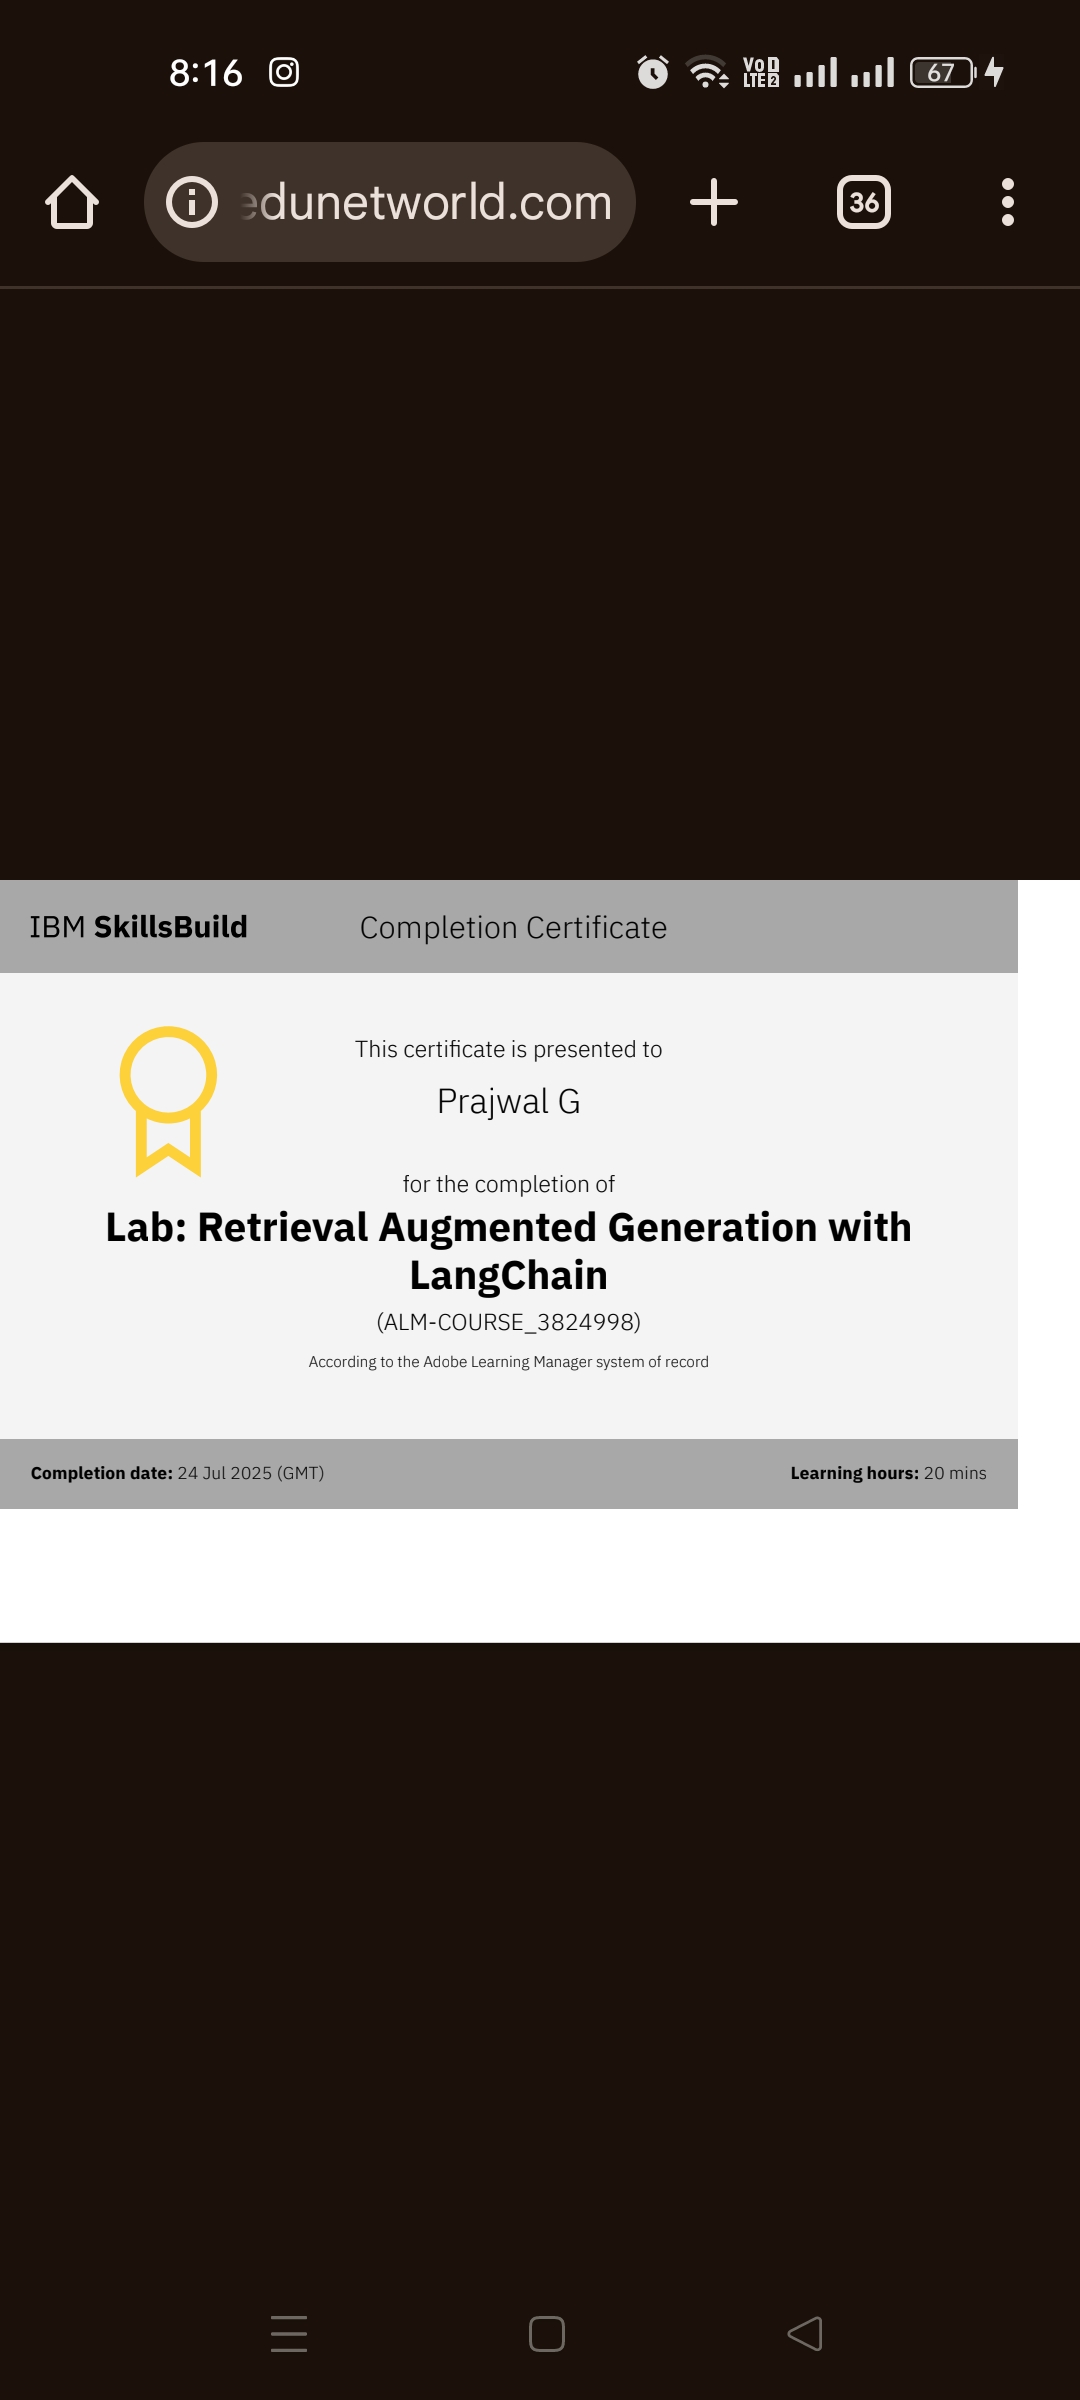 8:16 VoLTE 1 2 67
edunetworld.com 36
IBM SkillsBuild Completion Certificate
This certificate is presented to
Prajwal G
for the completion of
Lab: Retrieval Augmented Generation with
LangChain
(ALM-COURSE_3824998)
According to the Adobe Learning Manager system of record
Completion date: 24 Jul 2025 (GMT) Learning hours: 20 mins